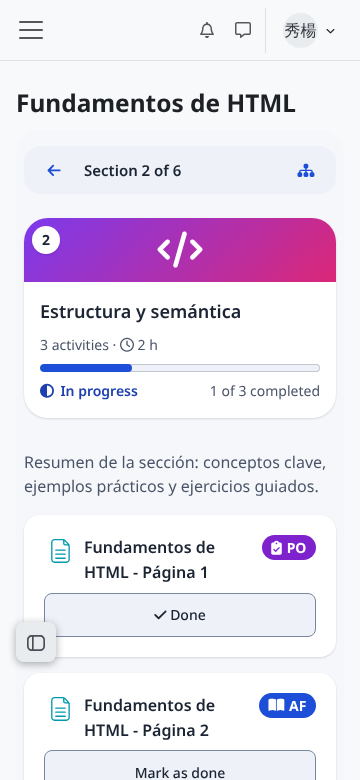 秀楊
Fundamentos de HTML
Section 2 of 6
2
Estructura y semántica
3 activities · 2 h
In progress
1 of 3 completed
Resumen de la sección: conceptos clave,
ejemplos prácticos y ejercicios guiados.
Fundamentos de
HTML - Página 1
PO
Done
Fundamentos de
HTML - Página 2
AF
Mark as done